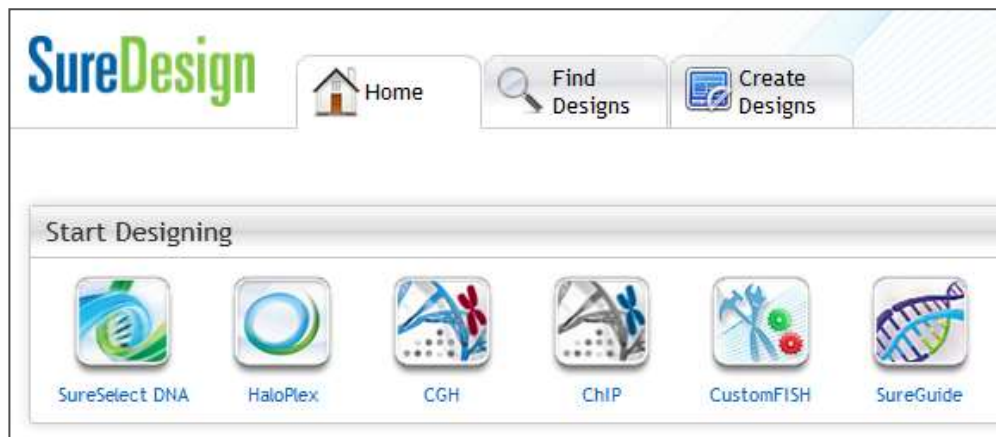 SureDesign
Home
Find
Designs
Create
Designs
Start Designing
SureSelect DNA
HaloPlex
CGH
ChIP
CustomFISH
SureGuide